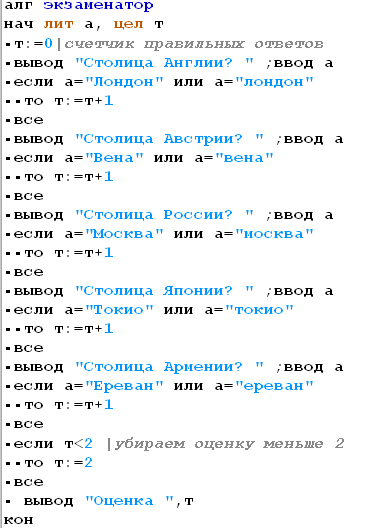 алг экзаменатор
нач лит а, цел т
▪т:=0|счетчик правильных ответов
▪вывод "Столица Англии? " ;ввод а
▪если а="Лондон" или а="лондон"
▪▪то т:=т+1
▪все
▪вывод "Столица Австрии? " ;ввод а
▪если а="Вена" или а="вена"
▪▪то т:=т+1
▪все
▪вывод "Столица России? " ;ввод а
▪если а="Москва" или а="москва"
▪▪то т:=т+1
▪все
▪вывод "Столица Японии? " ;ввод а
▪если а="Токио" или а="токио"
▪▪то т:=т+1
▪все
▪вывод "Столица Армении? " ;ввод а
▪если а="Ереван" или а="ереван"
▪▪то т:=т+1
▪все
▪если т<2 |убираем оценку меньше 2
▪▪то т:=2
▪все
▪ вывод "Оценка ",т
кон